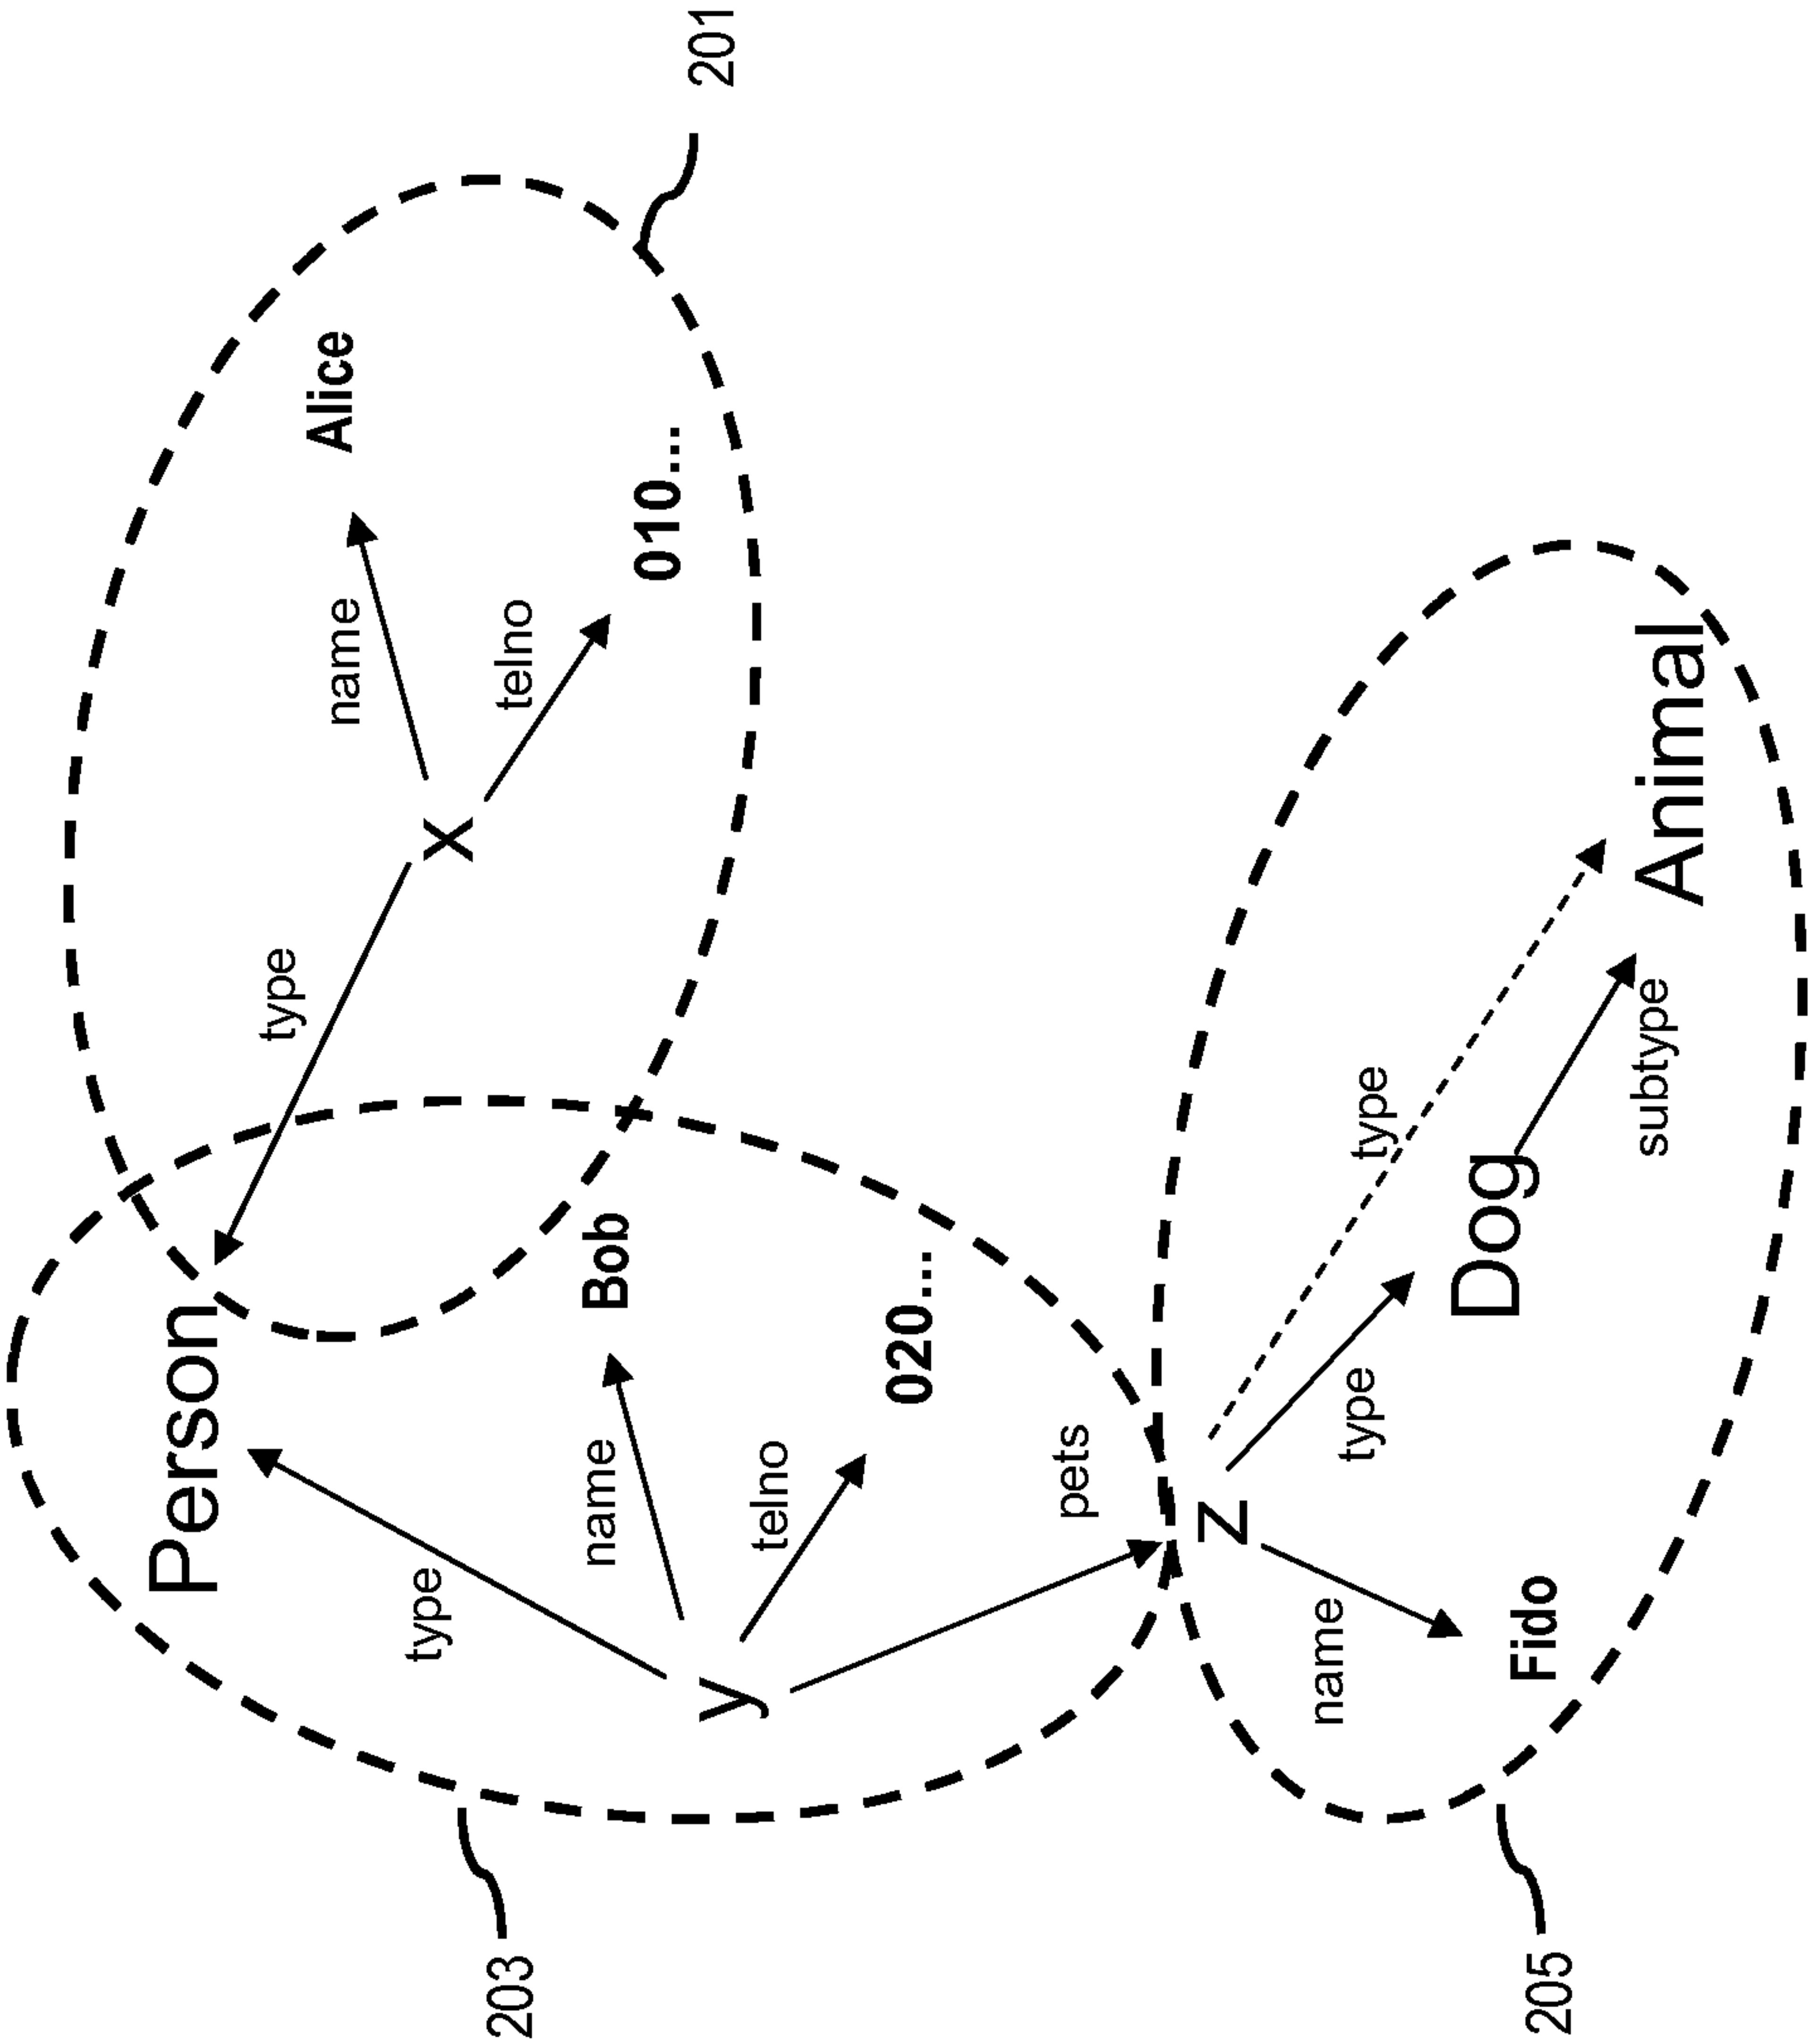 Person
type
Alice
name
type
x
203
telno
name
Bob
010...
201
y
telno
020...
pets
z
name
type
type
Dog
Fido
205
subtype
Animal